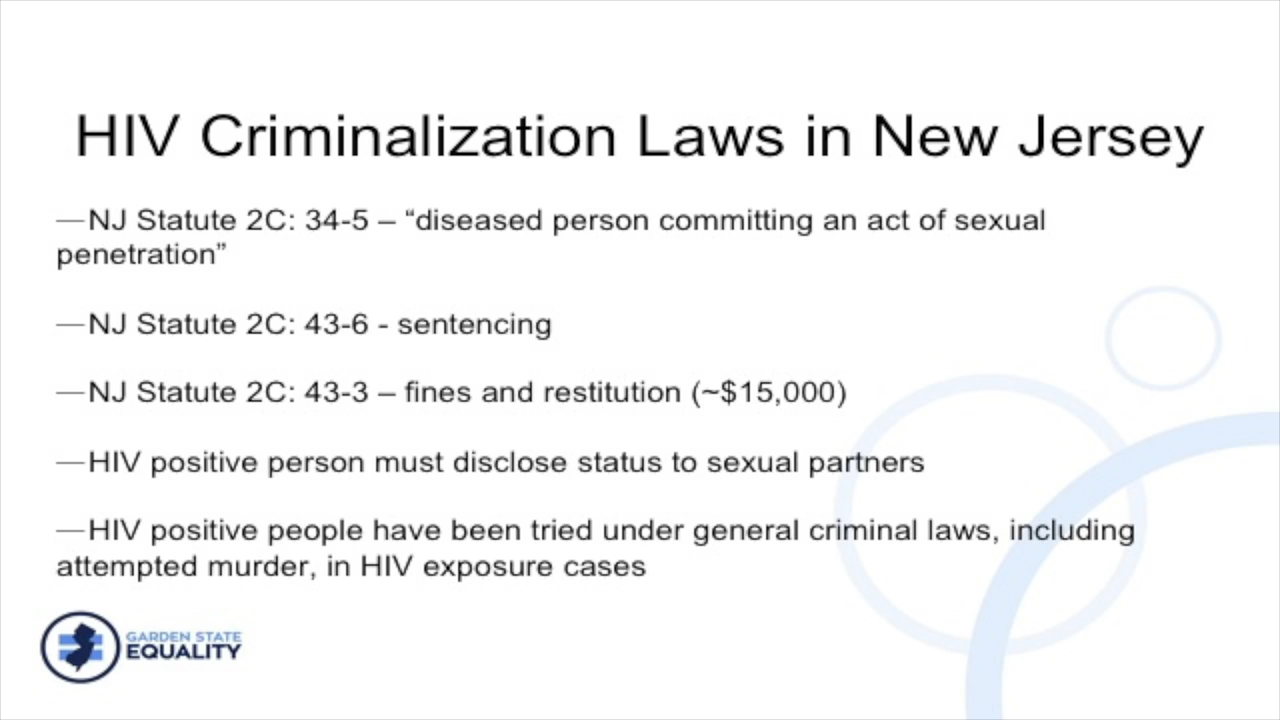 HIV Criminalization Laws in New Jersey
—NJ Statute 2C: 34-5 – “diseased person committing an act of sexual
penetration”
—NJ Statute 2C: 43-6 - sentencing
—NJ Statute 2C: 43-3 – fines and restitution (~$15,000)
—HIV positive person must disclose status to sexual partners
—HIV positive people have been tried under general criminal laws, including
attempted murder, in HIV exposure cases
GARDEN STATE
EQUALITY